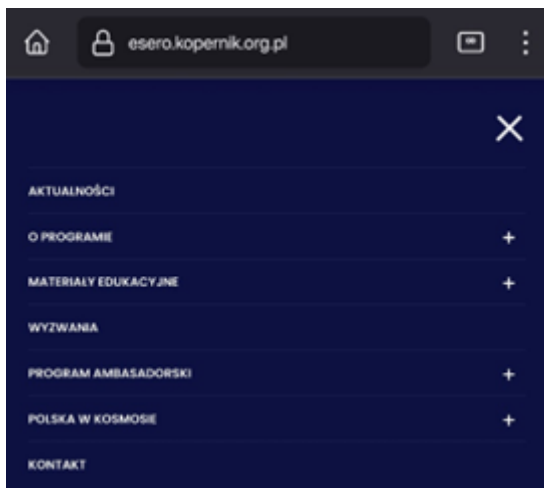 esero.kopernik.org.pl
AKTUALNOŚCI
O PROGRAMIE
MATERIAŁY EDUKACYJNE
WYZWANIA
PROGRAM AMBASADORSKI
POLSKA W KOSMOSIE
KONTAKT